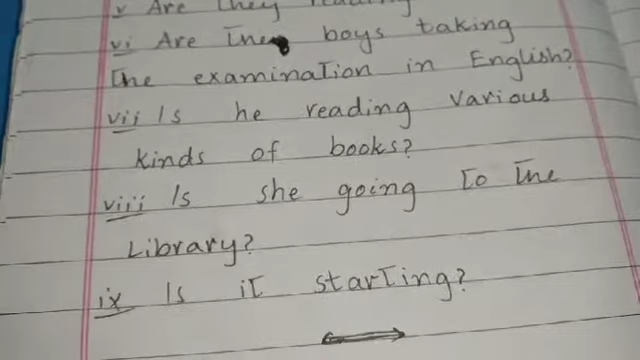 v Are they reading
vi Are the boys taking
the examination in English?
vii Is he reading various
kinds of books?
viii Is she going to the
Library?
ix Is it starting?